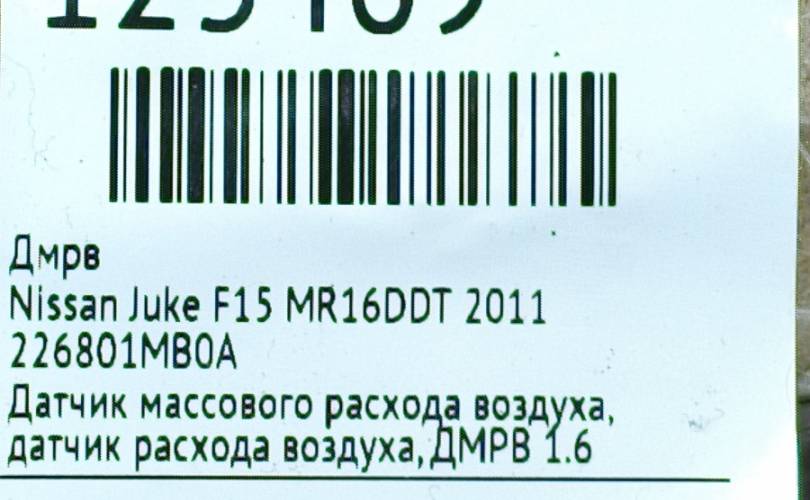 Дмрв
Nissan Juke F15 MR16DDT 2011
226801MB0A
Датчик массового расхода воздуха,
датчик расхода воздуха, ДМРВ 1.6